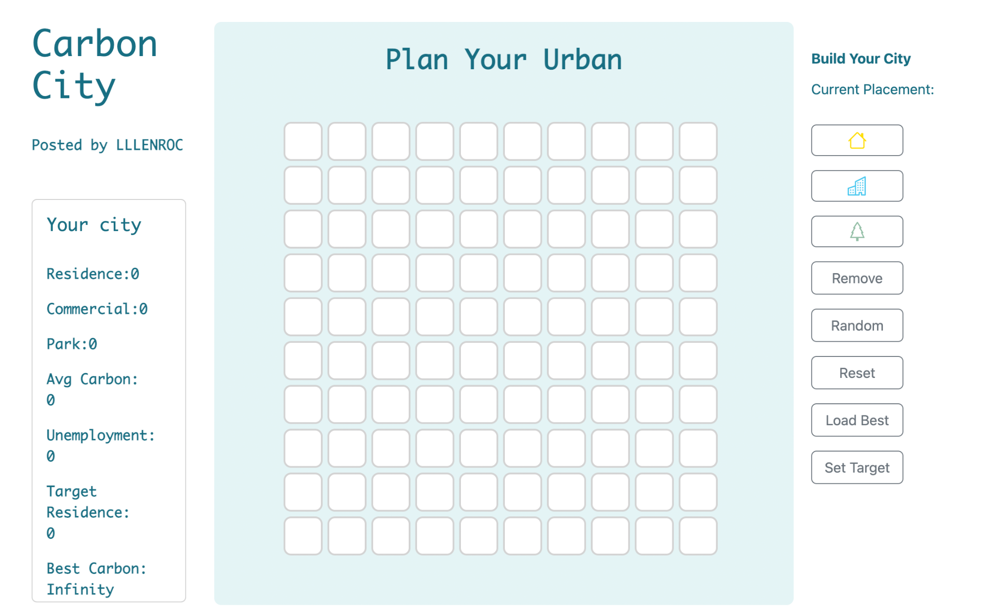 Carbon
City
Posted by LLLENROC
Your city
Residence:0
Commercial:0
Park:0
Avg Carbon:
0
Unemployment:
0
Target
Residence:
0
Best Carbon:
Infinity
Plan Your Urban
Build Your City
Current Placement:
Remove
Random
Reset
Load Best
Set Target